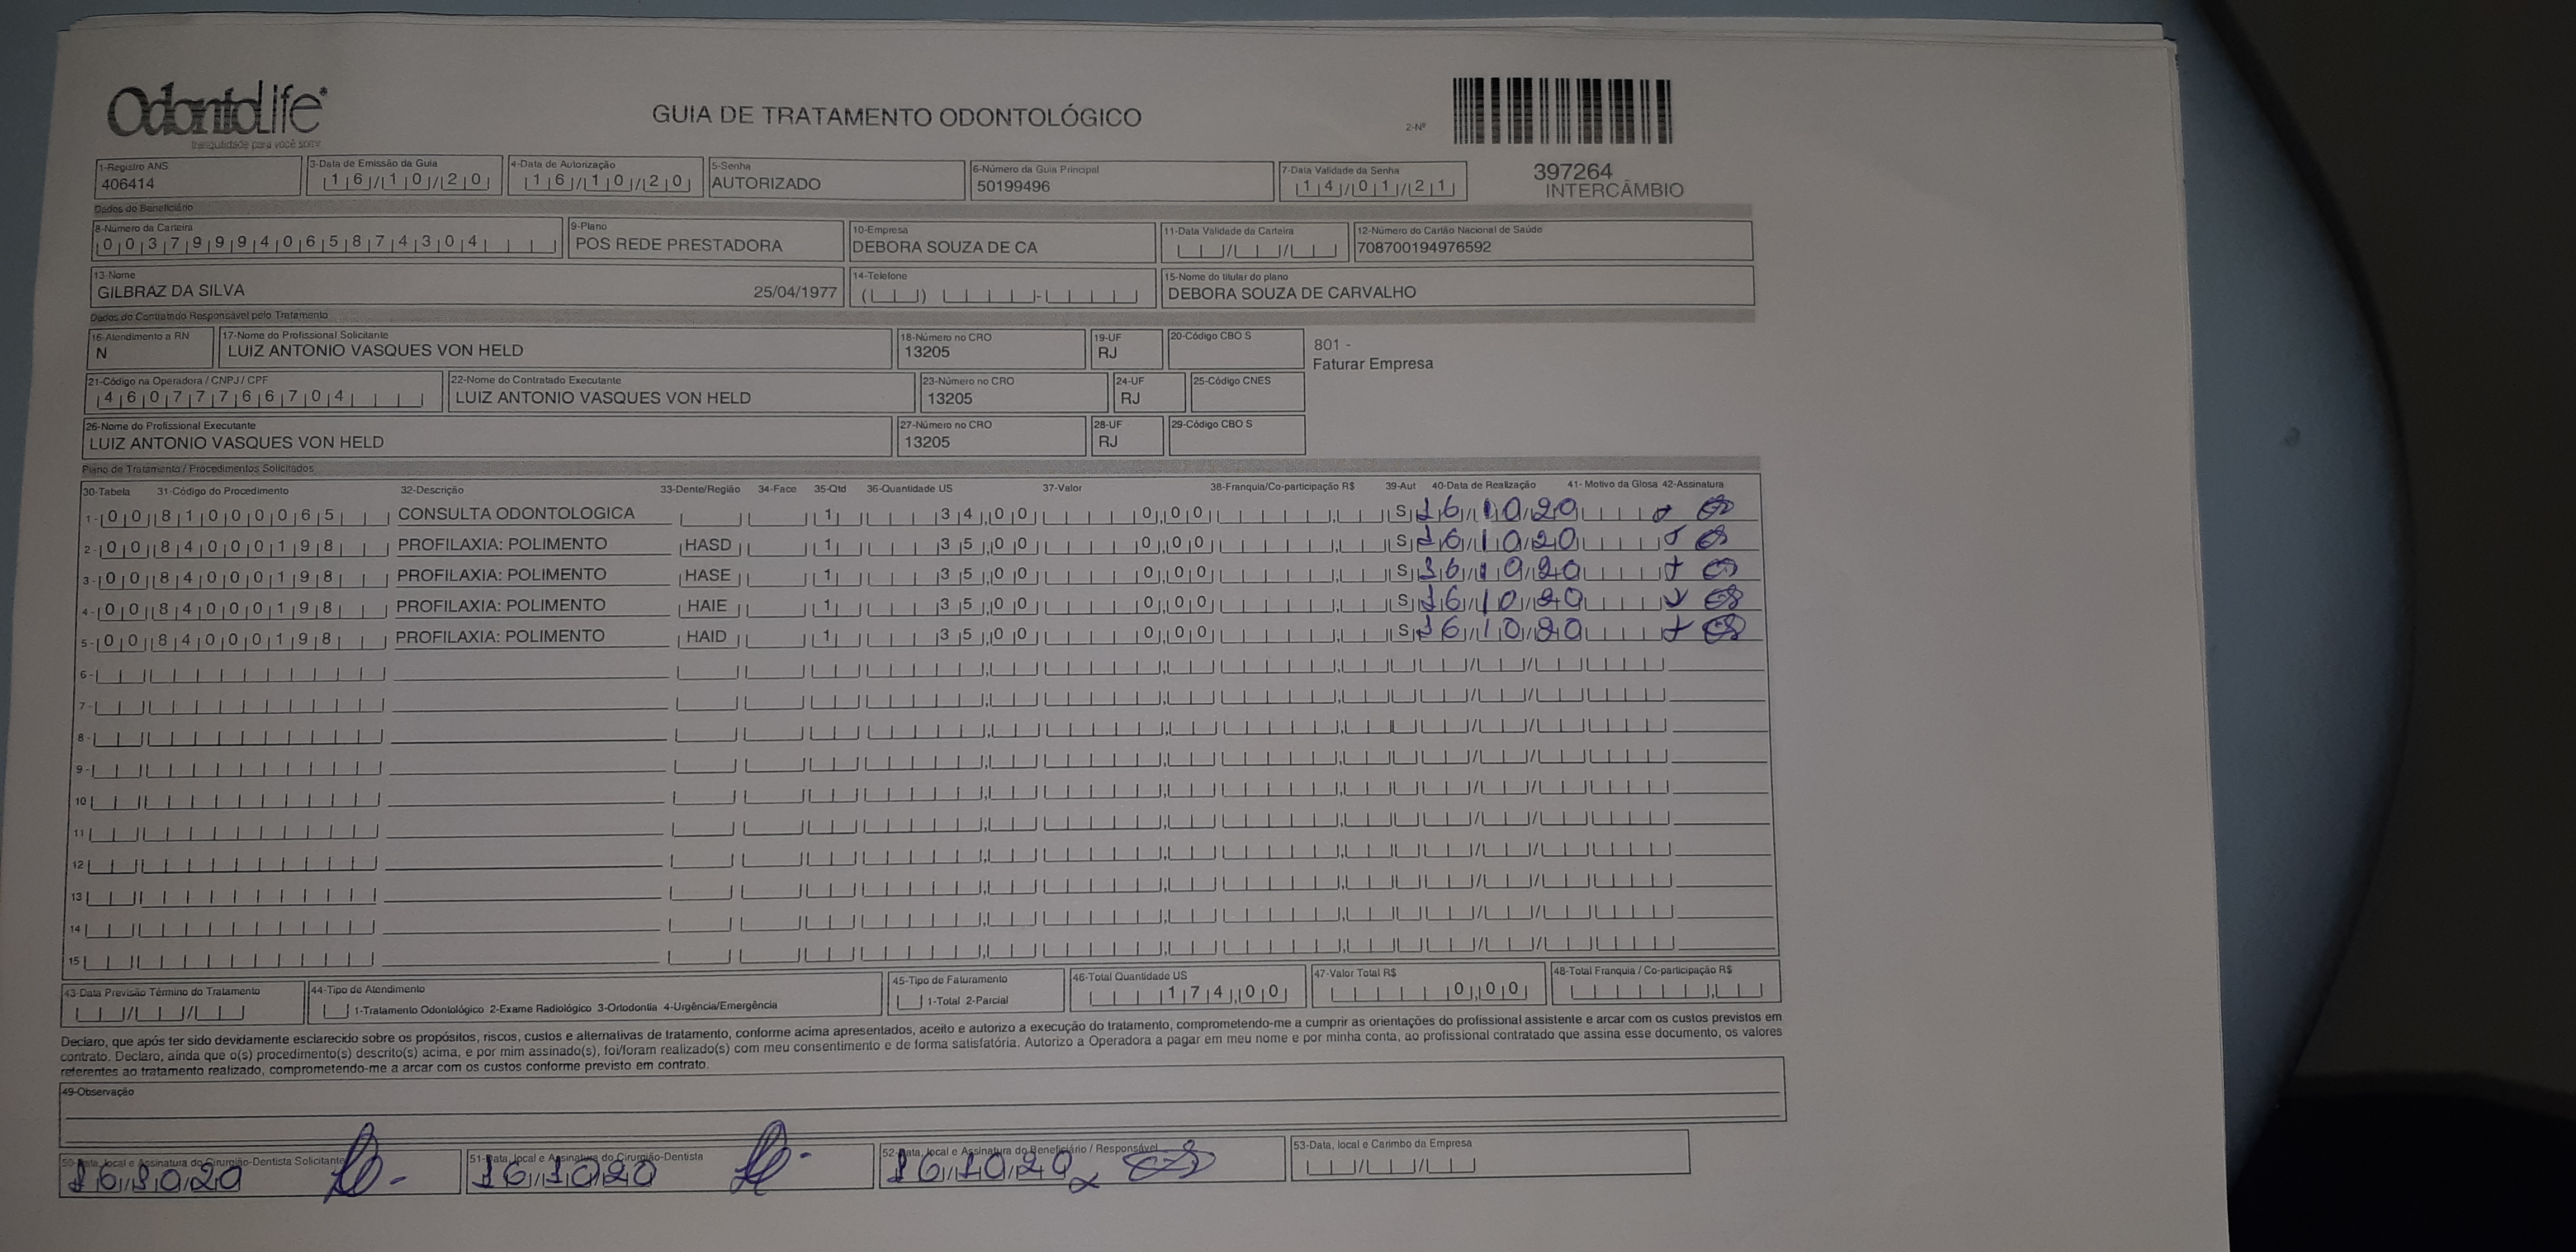 OdontoLife®
tranquilidade para você sorrir
GUIA DE TRATAMENTO ODONTOLÓGICO
2-Nº
397264
INTERCÂMBIO
1-Registro ANS 3-Data de Emissão da Guia 4-Data de Autorização 5-Senha 6-Número da Guia Principal 7-Data Validade da Senha
406414 16/10/20 16/10/20 AUTORIZADO 50199496 14/01/21
Dados do Beneficiário
8-Número da Carteira 9-Plano 10-Empresa 11-Data Validade da Carteira 12-Número do Cartão Nacional de Saúde
00379994065874304 POS REDE PRESTADORA DEBORA SOUZA DE CA 708700194976592
13-Nome 14-Telefone 15-Nome do titular do plano
GILBRAZ DA SILVA 25/04/1977 DEBORA SOUZA DE CARVALHO
Dados do Contratado Responsável pelo Tratamento
16-Atendimento a RN 17-Nome do Profissional Solicitante 18-Número no CRO 19-UF 20-Código CBO S
N LUIZ ANTONIO VASQUES VON HELD 13205 RJ
801 -
Faturar Empresa
21-Código na Operadora / CNPJ / CPF 22-Nome do Contratado Executante 23-Número no CRO 24-UF 25-Código CNES
46077766704 LUIZ ANTONIO VASQUES VON HELD 13205 RJ
26-Nome do Profissional Executante 27-Número no CRO 28-UF 29-Código CBO S
LUIZ ANTONIO VASQUES VON HELD 13205 RJ
Plano de Tratamento / Procedimentos Solicitados
30-Tabela 31-Código do Procedimento 32-Descrição 33-Dente/Região 34-Face 35-Qtd 36-Quantidade US 37-Valor 38-Franquia/Co-participação R$ 39-Aut 40-Data de Realização 41- Motivo da Glosa 42-Assinatura
1- 00 81000065 CONSULTA ODONTOLOGICA 1 34,00 0,00 S 16/10/20
2- 00 84000198 PROFILAXIA: POLIMENTO HASD 1 35,00 0,00 S 16/10/20
3- 00 84000198 PROFILAXIA: POLIMENTO HASE 1 35,00 0,00 S 16/10/20
4- 00 84000198 PROFILAXIA: POLIMENTO HAIE 1 35,00 0,00 S 16/10/20
5- 00 84000198 PROFILAXIA: POLIMENTO HAID 1 35,00 0,00 S 16/10/20
6-
7-
8-
9-
10
11
12
13
14
15
43-Data Previsão Término do Tratamento 44-Tipo de Atendimento 45-Tipo de Faturamento 46-Total Quantidade US 47-Valor Total R$ 48-Total Franquia / Co-participação R$
1-Tratamento Odontológico 2-Exame Radiológico 3-Ortodontia 4-Urgência/Emergência 1-Total 2-Parcial 174,00 0,00
Declaro, que após ter sido devidamente esclarecido sobre os propósitos, riscos, custos e alternativas de tratamento, conforme acima apresentados, aceito e autorizo a execução do tratamento, comprometendo-me a cumprir as orientações do profissional assistente e arcar com os custos previstos em
contrato. Declaro, ainda que o(s) procedimento(s) descrito(s) acima, e por mim assinado(s), foi/foram realizado(s) com meu consentimento e de forma satisfatória. Autorizo a Operadora a pagar em meu nome e por minha conta, ao profissional contratado que assina esse documento, os valores
referentes ao tratamento realizado, comprometendo-me a arcar com os custos conforme previsto em contrato.
49-Observação
50-Data, local e Assinatura do Cirurgião-Dentista Solicitante 51-Data, local e Assinatura do Cirurgião-Dentista 52-Data, local e Assinatura do Beneficiário / Responsável 53-Data, local e Carimbo da Empresa
16/10/20 16/10/20 16/10/20